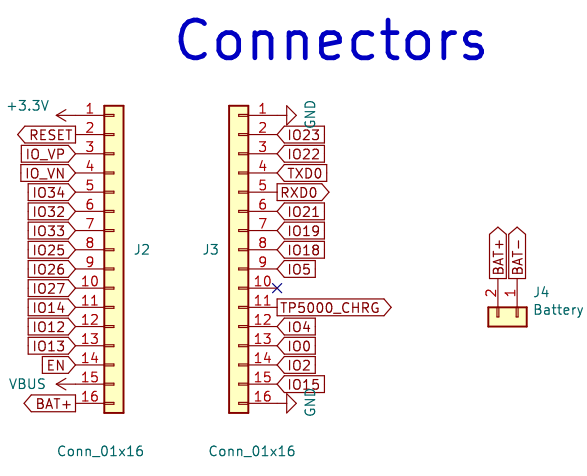 Connectors
+3.3V 1
RESET 2
IO_VP 3
IO_VN 4
IO34 5
IO32 6
IO33 7
IO25 8
IO26 9
IO27 10
IO14 11
IO12 12
IO13 13
EN 14
VBUS 15
BAT+ 16
J2
Conn_01x16
1 GND
2 IO23
3 IO22
4 TXD0
5 RXD0
6 IO21
7 IO19
8 IO18
9 IO5
10
11 TP5000_CHRG
12 IO4
13 IO0
14 IO2
15 IO15
16 GND
J3
Conn_01x16
BAT+ 2
BAT- 1
J4
Battery